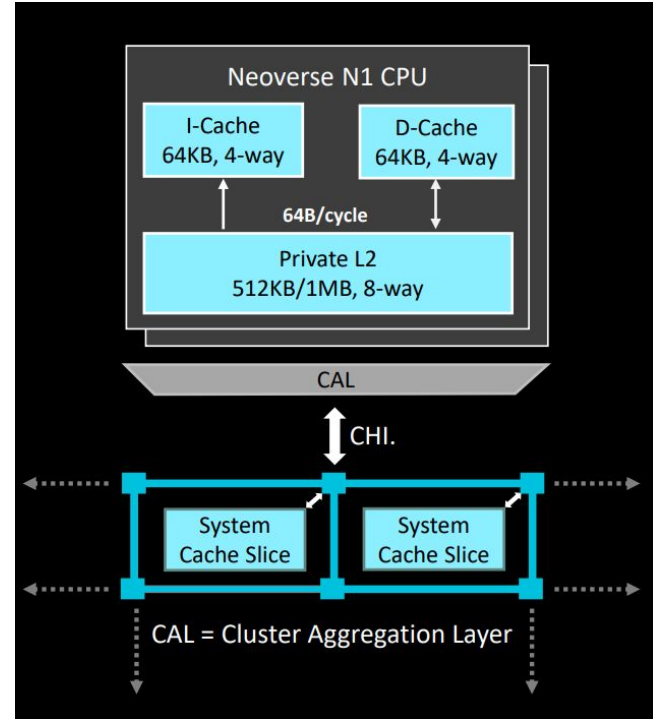 Neoverse N1 CPU
I-Cache
64KB, 4-way
D-Cache
64KB, 4-way
64B/cycle
Private L2
512KB/1MB, 8-way
CAL
CHI.
System
Cache Slice
System
Cache Slice
CAL = Cluster Aggregation Layer